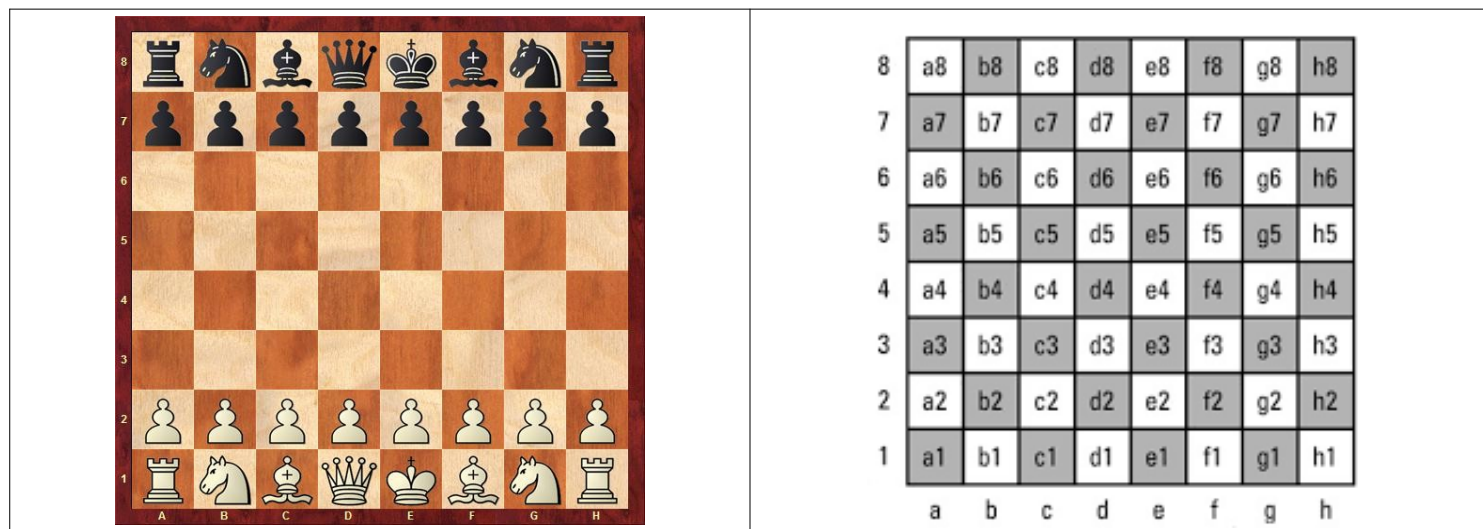 8
7
6
5
4
3
2
1
A B C D E F G H
8 a8 b8 c8 d8 e8 f8 g8 h8
7 a7 b7 c7 d7 e7 f7 g7 h7
6 a6 b6 c6 d6 e6 f6 g6 h6
5 a5 b5 c5 d5 e5 f5 g5 h5
4 a4 b4 c4 d4 e4 f4 g4 h4
3 a3 b3 c3 d3 e3 f3 g3 h3
2 a2 b2 c2 d2 e2 f2 g2 h2
1 a1 b1 c1 d1 e1 f1 g1 h1
a b c d e f g h